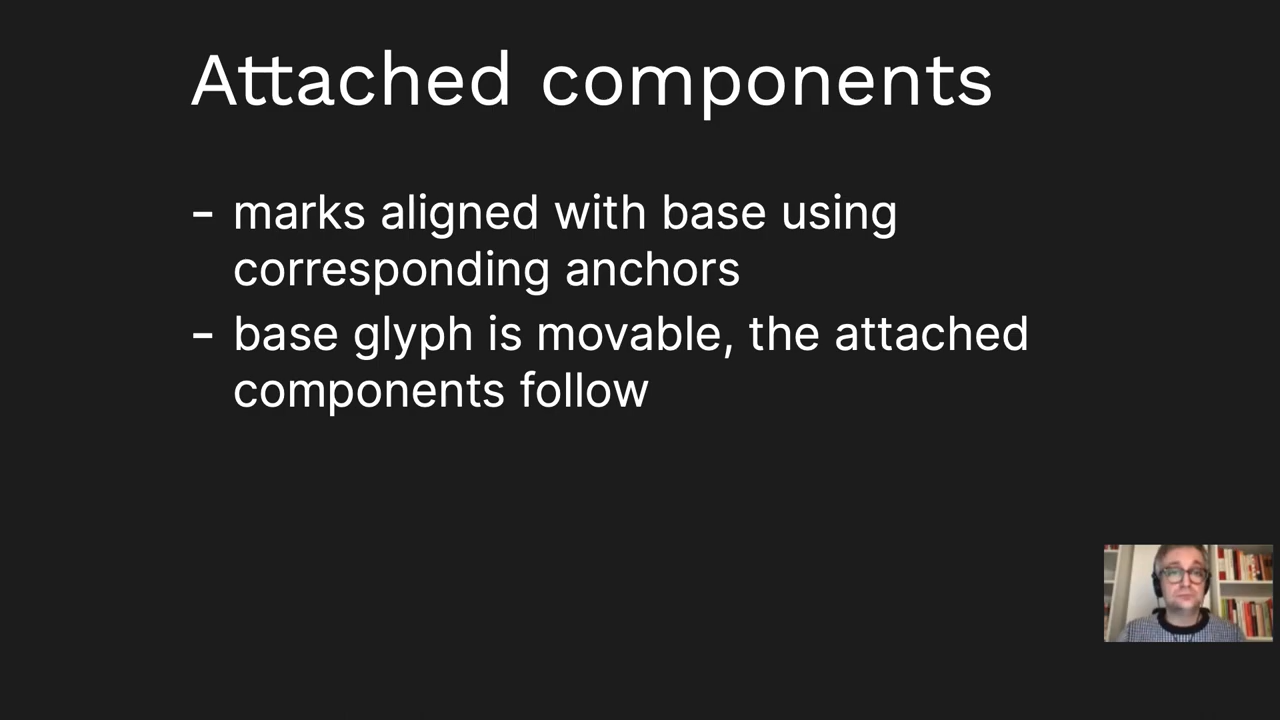 Attached components
- marks aligned with base using
corresponding anchors
- base glyph is movable, the attached
components follow